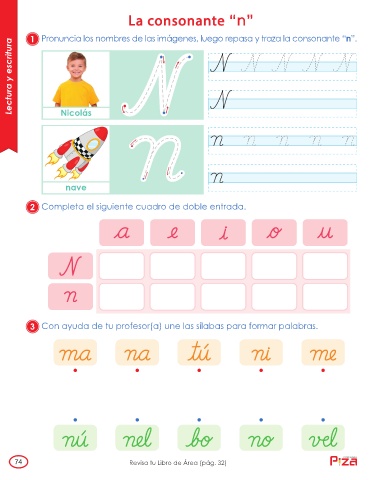 La consonante “n”
Lectura y escritura
1 Pronuncia los nombres de las imágenes, luego repasa y traza la consonante “n”.
N N N N N N
N
Nicolás
n n n n n n
n
nave
2 Completa el siguiente cuadro de doble entrada.
a e i o u
N
n
3 Con ayuda de tu profesor(a) une las sílabas para formar palabras.
ma na tú ni me
nú nel bo no vel
74 Revisa tu Libro de Área (pág. 32)